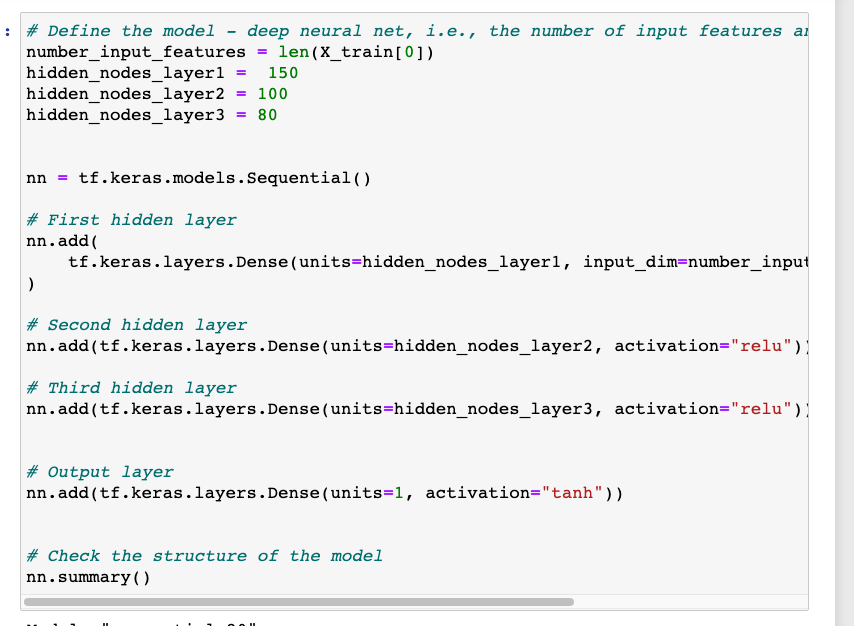 :
# Define the model - deep neural net, i.e., the number of input features
number_input_features = len(X_train[0])
hidden_nodes_layer1 =  150
hidden_nodes_layer2 = 100
hidden_nodes_layer3 = 80
nn = tf.keras.models.Sequential()
# First hidden layer
nn.add(
    tf.keras.layers.Dense(units=hidden_nodes_layer1, input_dim=number_input
)
# Second hidden layer
nn.add(tf.keras.layers.Dense(units=hidden_nodes_layer2, activation="relu"))
# Third hidden layer
nn.add(tf.keras.layers.Dense(units=hidden_nodes_layer3, activation="relu"))
# Output layer
nn.add(tf.keras.layers.Dense(units=1, activation="tanh"))
# Check the structure of the model
nn.summary()